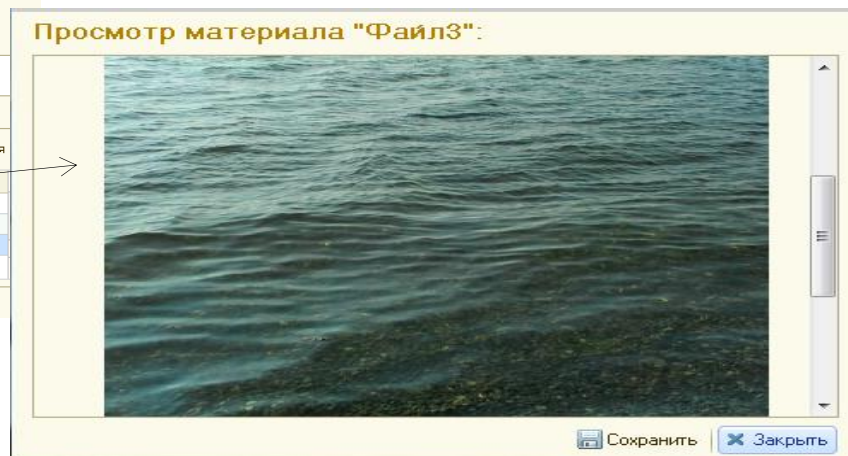 Просмотр материала "Файл3":
я
Сохранить
Закрыть